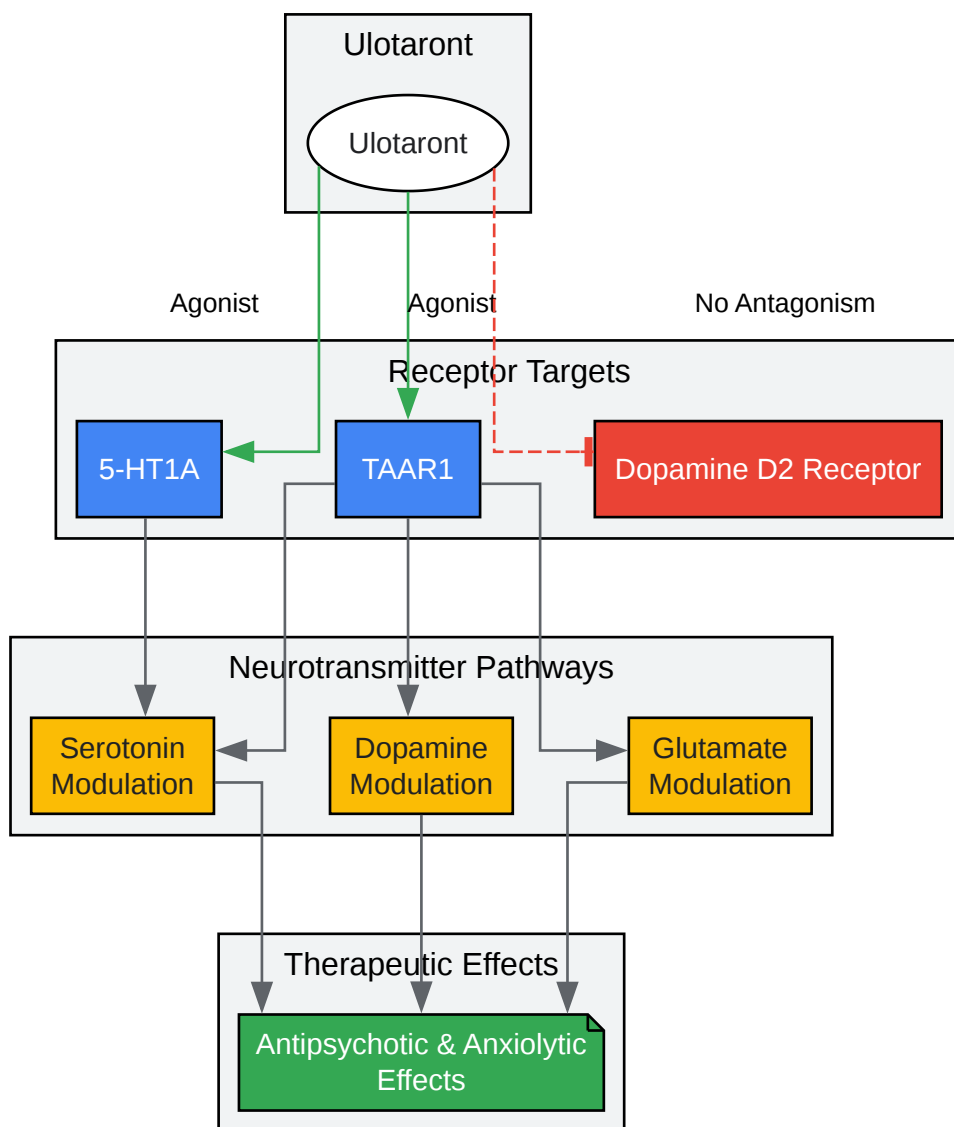 Ulotaront
Ulotaront
Agonist
Agonist
No Antagonism
Receptor Targets
5-HT1A
TAAR1
Dopamine D2 Receptor
Neurotransmitter Pathways
Serotonin
Modulation
Dopamine
Modulation
Glutamate
Modulation
Therapeutic Effects
Antipsychotic & Anxiolytic
Effects